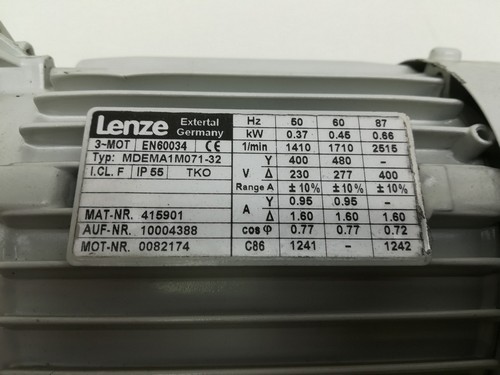 Lenze Extertal Germany Hz 50 60 87
kW 0.37 0.45 0.66
3~MOT EN60034 CE 1/min 1410 1710 2515
Typ: MDEMA1M071-32 Y 400 480 -
I.CL. F IP 55 TKO V Δ 230 277 400
Range A ±10% ±10% ±10%
A Y 0.95 0.95 -
MAT-NR. 415901 Δ 1.60 1.60 1.60
AUF-NR. 10004388 cos φ 0.77 0.77 0.72
MOT-NR. 0082174 C86 1241 - 1242